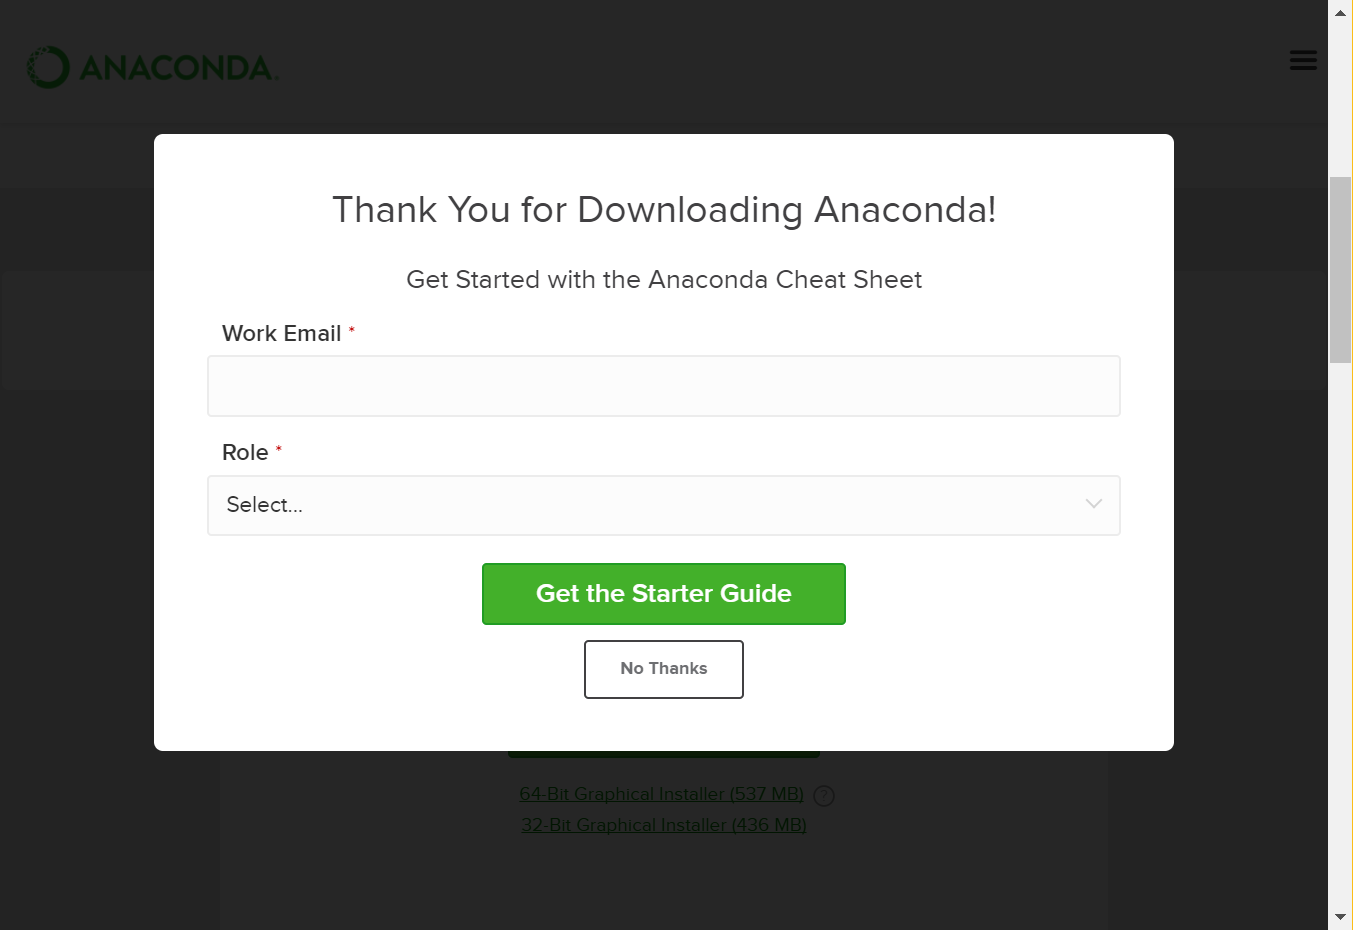 ANACONDA.
Thank You for Downloading Anaconda!
Get Started with the Anaconda Cheat Sheet
Work Email *
Role *
Select...
Get the Starter Guide
No Thanks
64-Bit Graphical Installer (537 MB) ?
32-Bit Graphical Installer (436 MB)